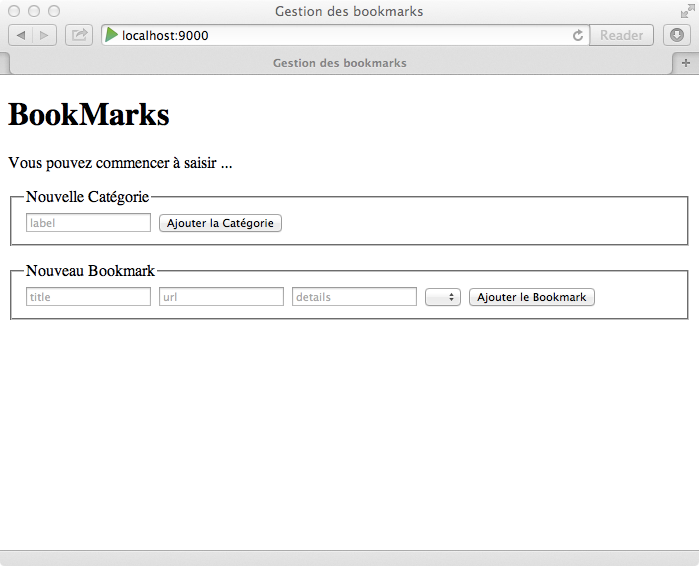 Gestion des bookmarks
localhost:9000
Reader
Gestion des bookmarks
BookMarks
Vous pouvez commencer à saisir ...
Nouvelle Catégorie
label Ajouter la Catégorie
Nouveau Bookmark
title url details Ajouter le Bookmark